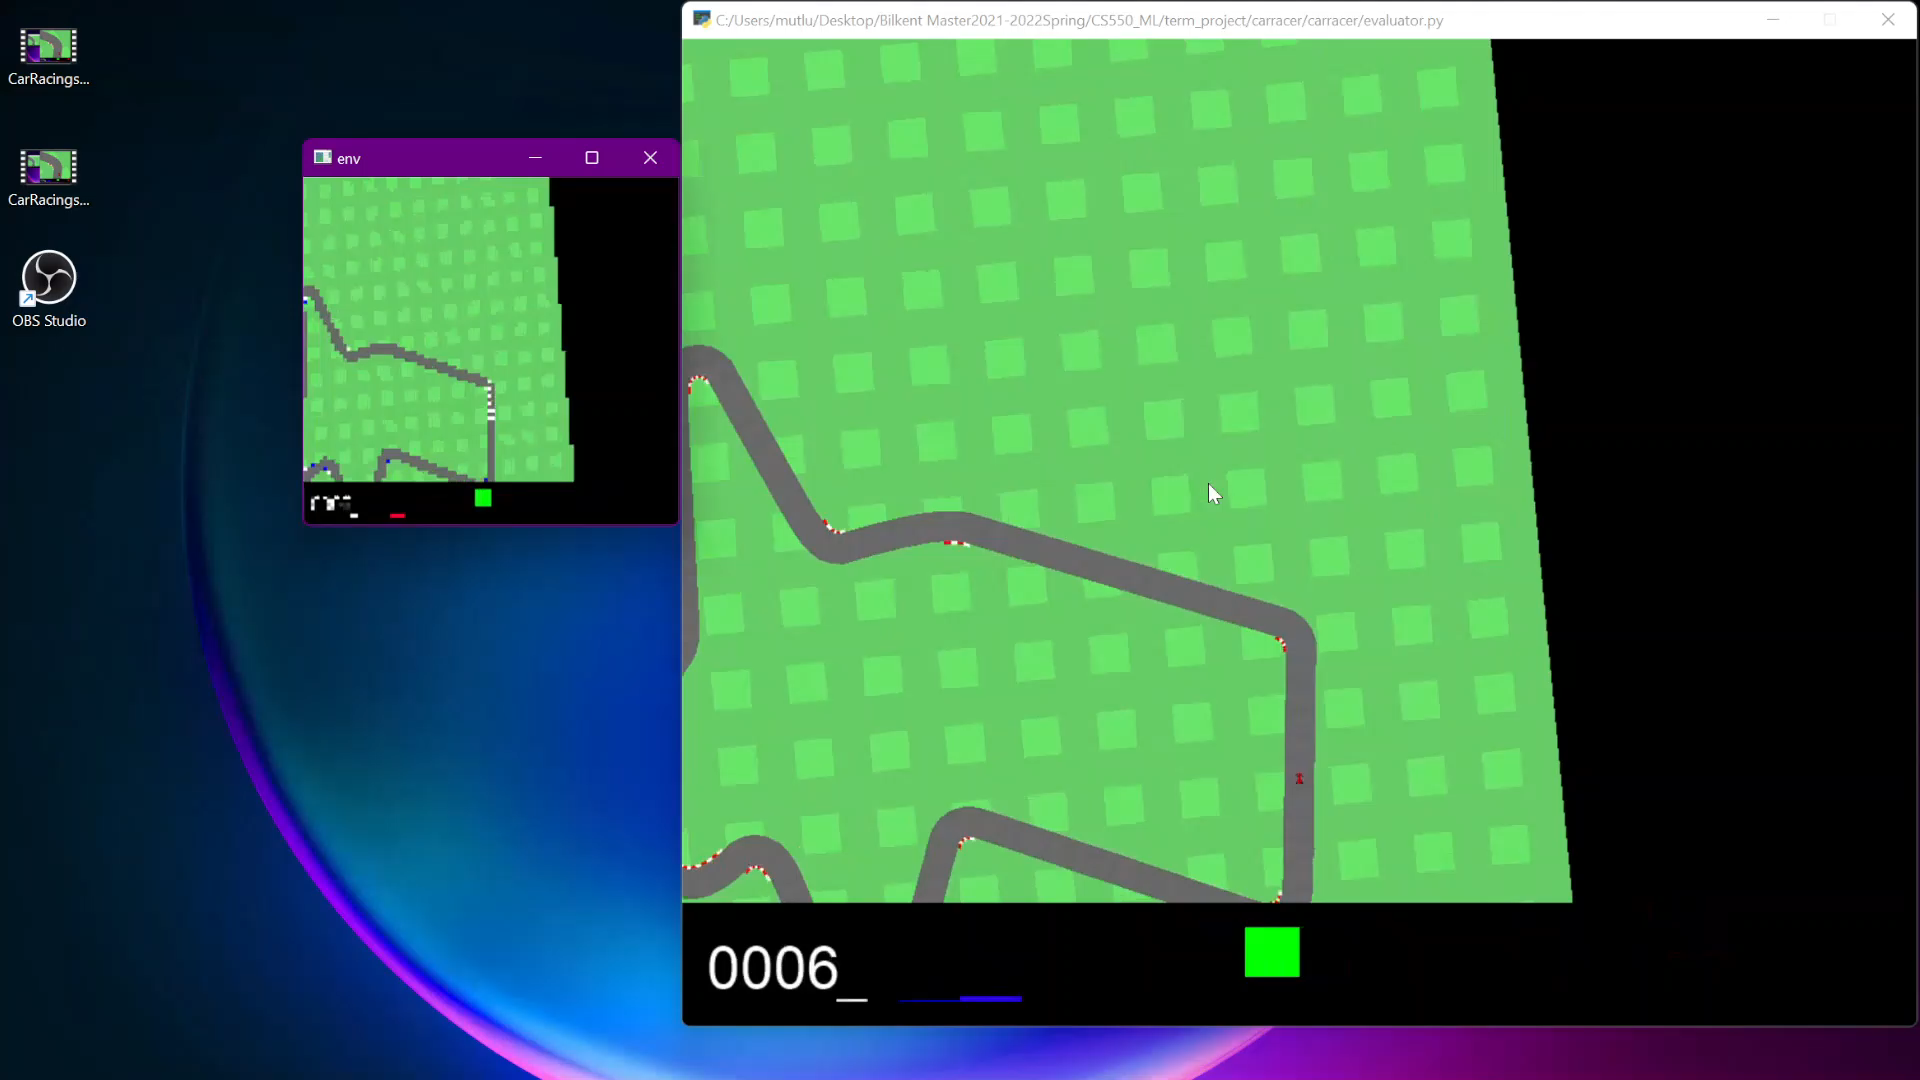 CarRacings...
CarRacings...
OBS Studio
env
C:/Users/mutlu/Desktop/Bilkent Master2021-2022Spring/CS550_ML/term_project/carracer/carracer/evaluator.py
0006